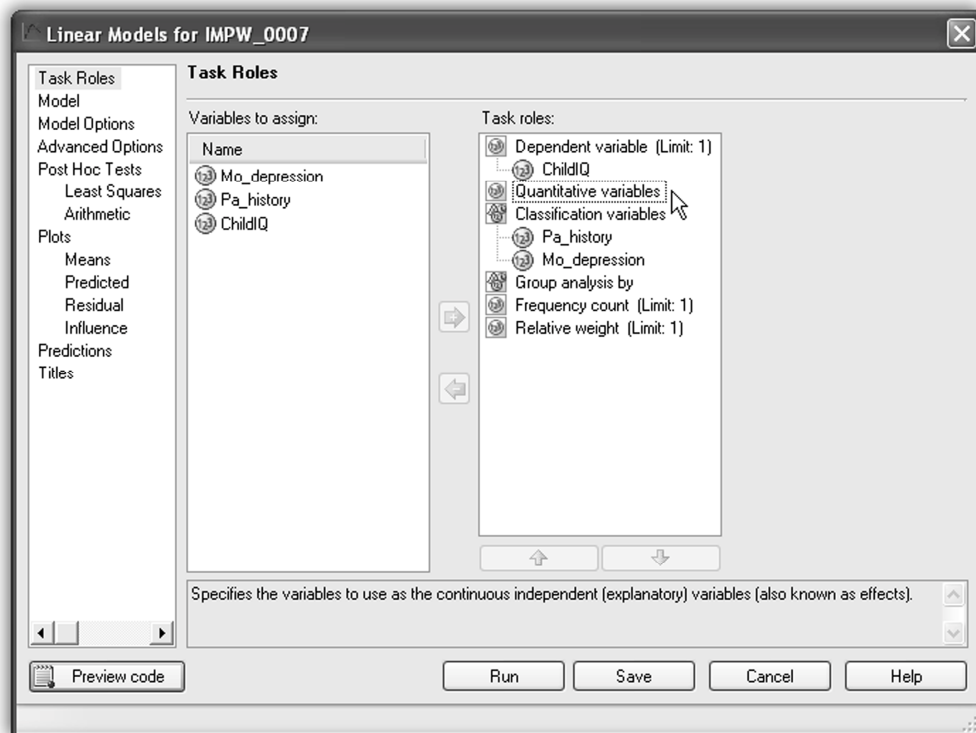 Linear Models for IMPW_0007
Task Roles
Model
Model Options
Advanced Options
Post Hoc Tests
Least Squares
Arithmetic
Plots
Means
Predicted
Residual
Influence
Predictions
Titles
Task Roles
Variables to assign:
Name
Mo_depression
Pa_history
ChildIQ
Task roles:
Dependent variable (Limit: 1)
ChildIQ
Quantitative variables
Classification variables
Pa_history
Mo_depression
Group analysis by
Frequency count (Limit: 1)
Relative weight (Limit: 1)
Specifies the variables to use as the continuous independent (explanatory) variables (also known as effects).
Preview code
Run
Save
Cancel
Help